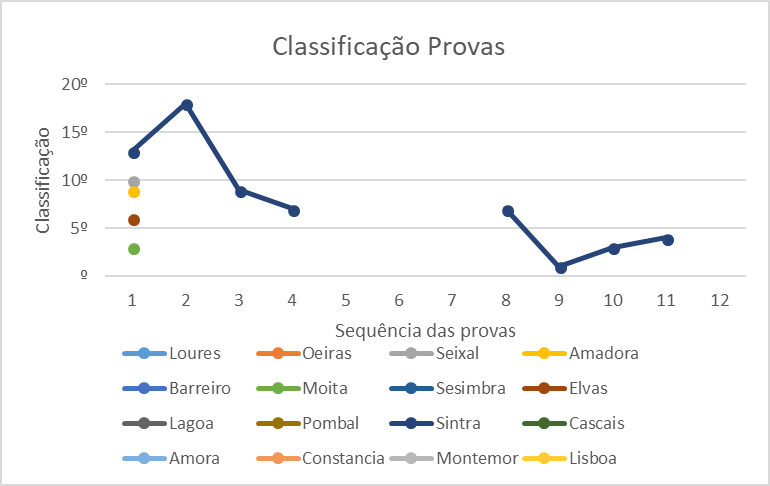 Classificação Provas
20º
15º
10º
5º
º
Classificação
1 2 3 4 5 6 7 8 9 10 11 12
Sequência das provas
Loures Oeiras Seixal Amadora
Barreiro Moita Sesimbra Elvas
Lagoa Pombal Sintra Cascais
Amora Constancia Montemor Lisboa